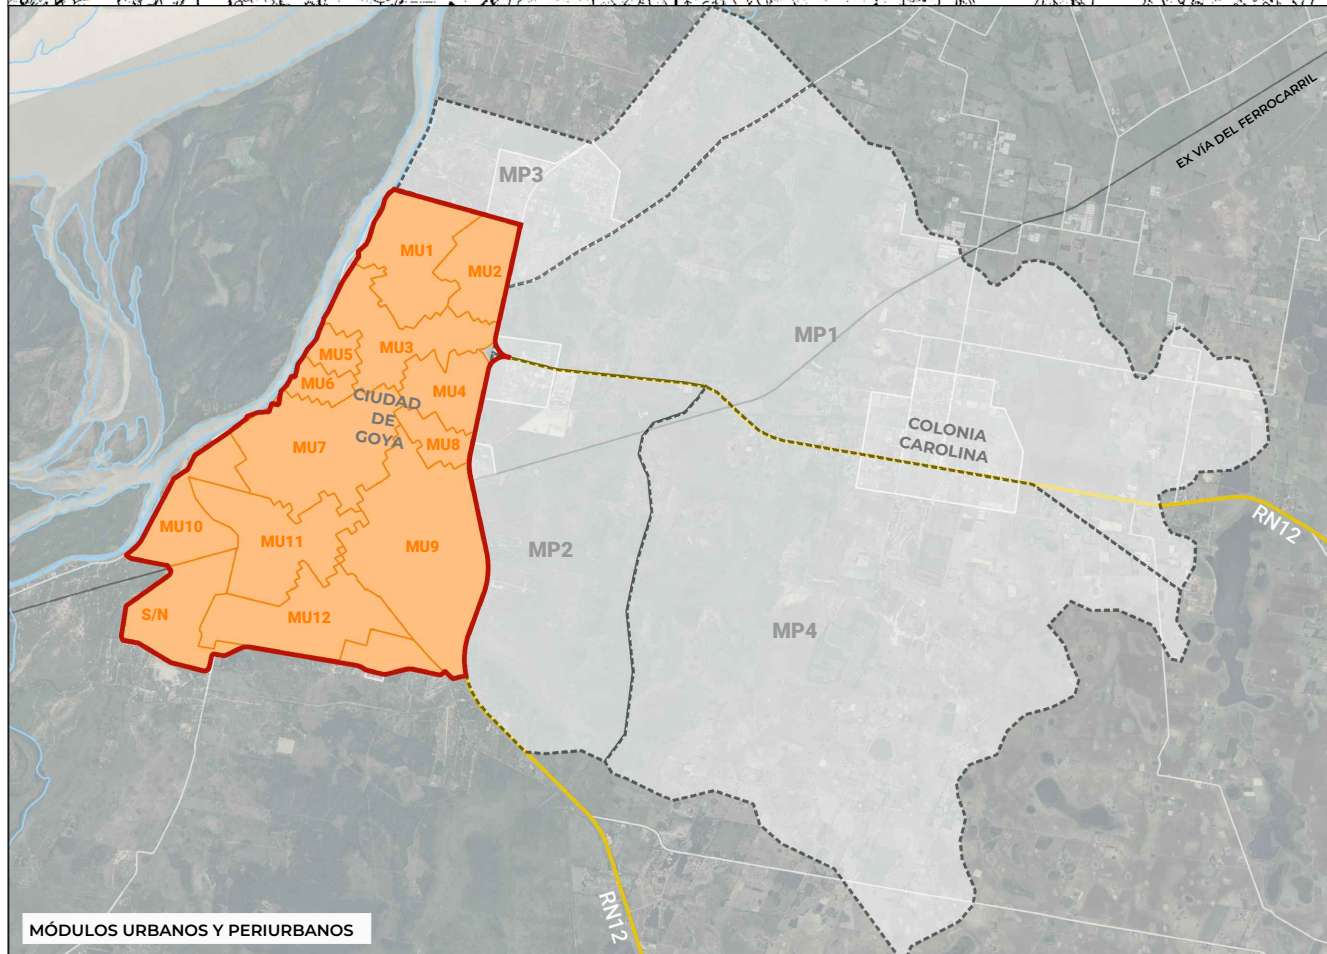 EX VÍA DEL FERROCARRIL
MP3
MU1
MU2
MP1
MU5
MU3
MU6
MU4
CIUDAD
DE
GOYA
COLONIA
CAROLINA
MU7
MU8
MU10
MU11
MU9
MP2
RN12
S/N
MU12
MP4
RN12
MÓDULOS URBANOS Y PERIURBANOS